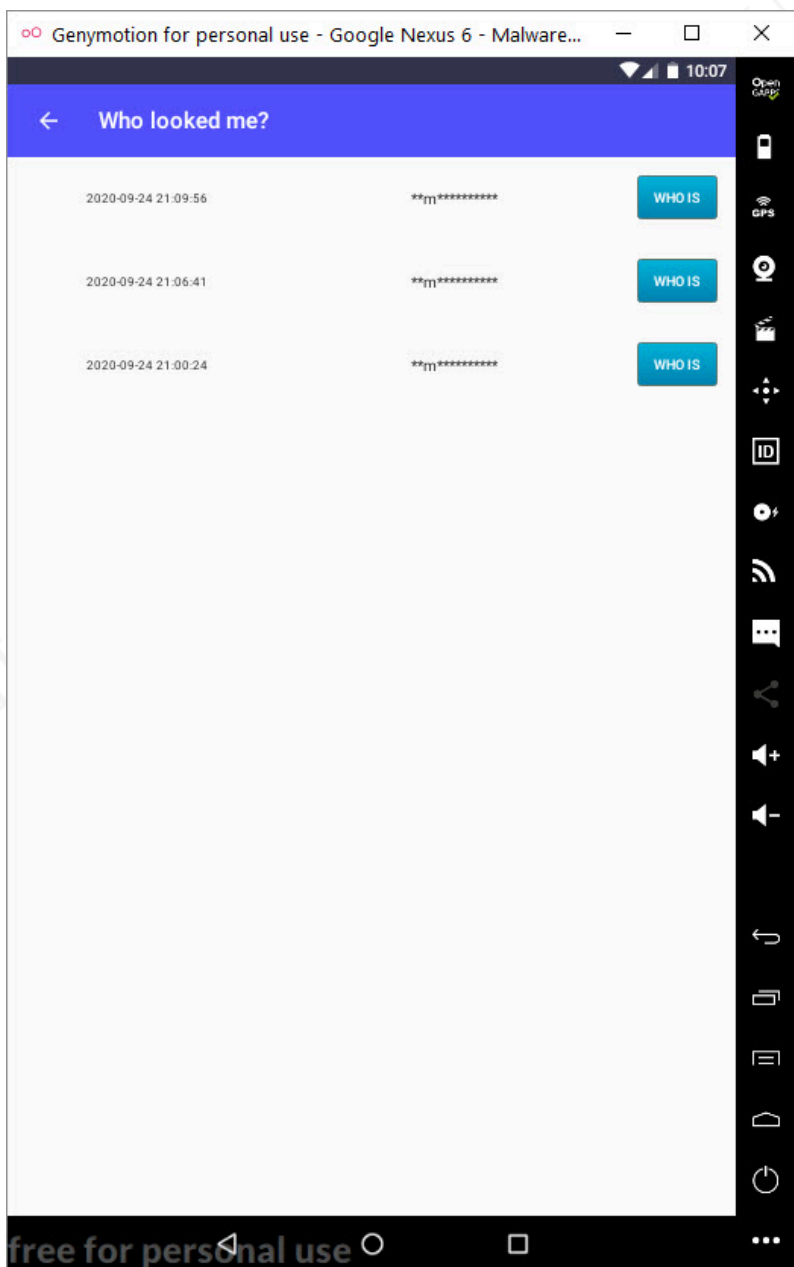 Genymotion for personal use - Google Nexus 6 - Malware...
10:07
Open
GAPPS
Who looked me?
2020-09-24 21:09:56 **m********** WHO IS
GPS
2020-09-24 21:06:41 **m********** WHO IS
2020-09-24 21:00:24 **m********** WHO IS
ID
free for personal use